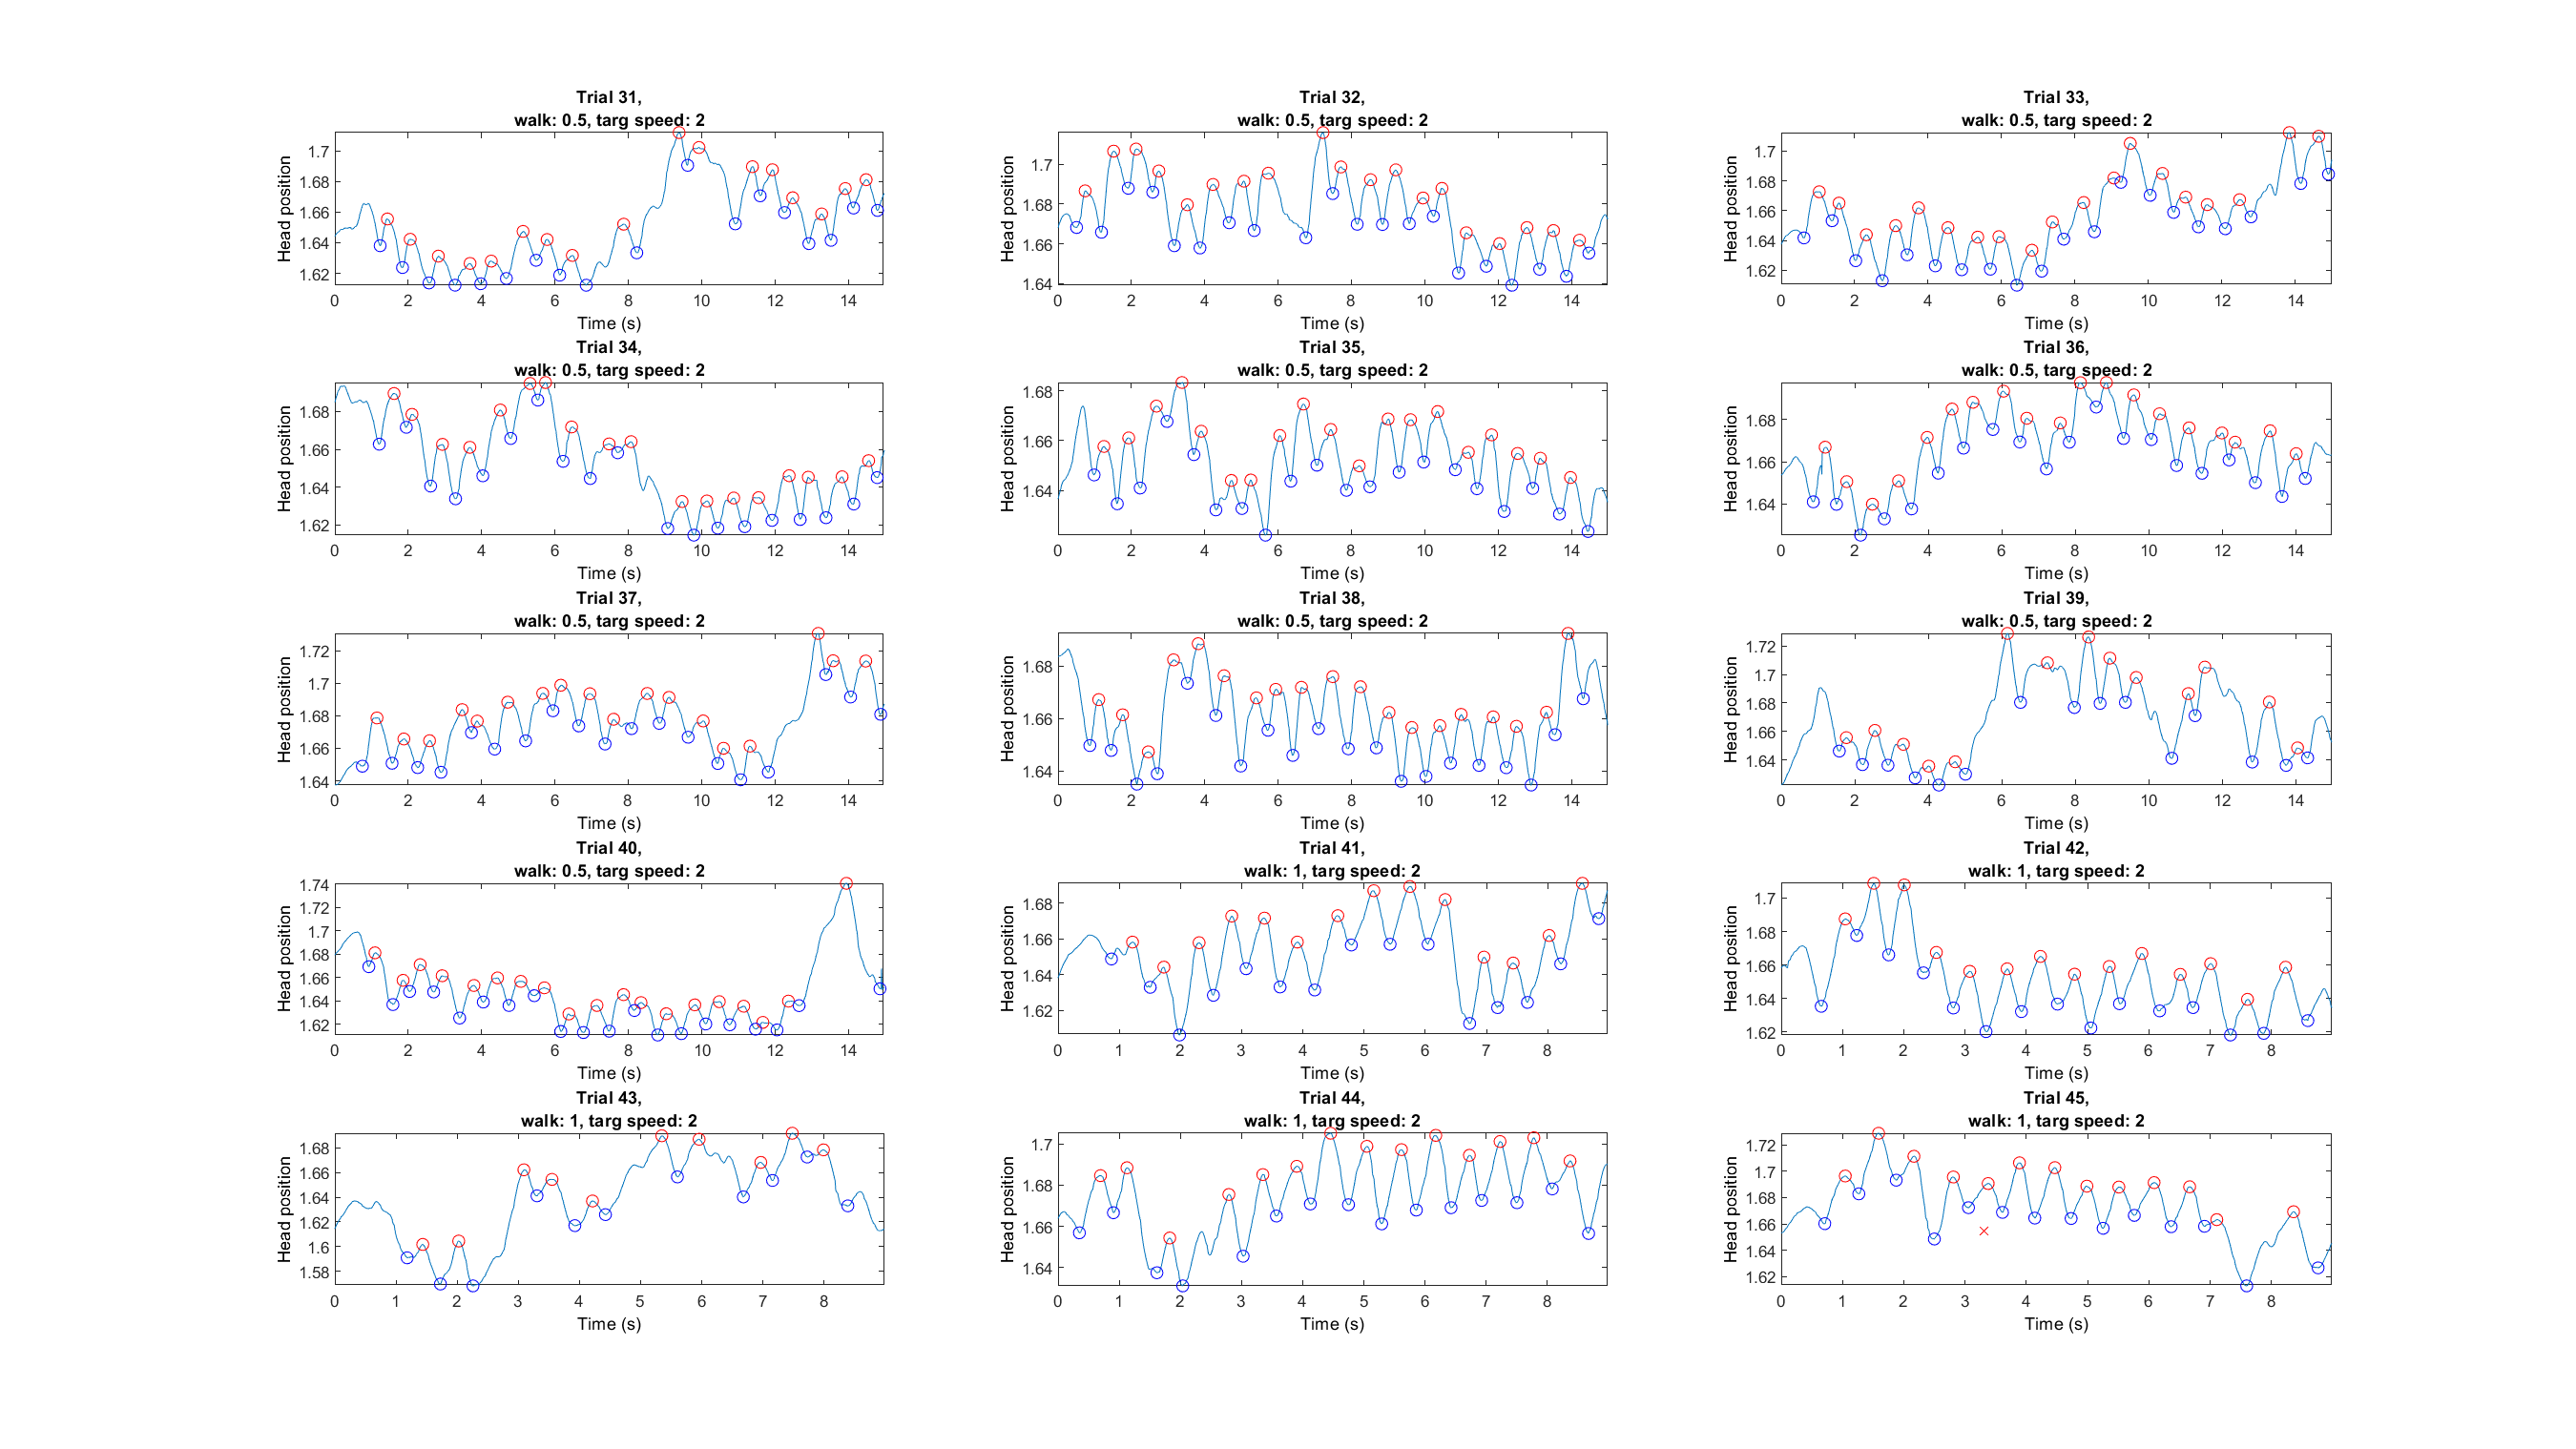 Trial 31,
walk: 0.5, targ speed: 2
Head position
1.7
1.68
1.66
1.64
1.62
0 2 4 6 8 10 12 14
Time (s)
Trial 32,
walk: 0.5, targ speed: 2
Head position
1.7
1.68
1.66
1.64
0 2 4 6 8 10 12 14
Time (s)
Trial 33,
walk: 0.5, targ speed: 2
Head position
1.7
1.68
1.66
1.64
1.62
0 2 4 6 8 10 12 14
Time (s)
Trial 34,
walk: 0.5, targ speed: 2
Head position
1.68
1.66
1.64
1.62
0 2 4 6 8 10 12 14
Time (s)
Trial 35,
walk: 0.5, targ speed: 2
Head position
1.68
1.66
1.64
0 2 4 6 8 10 12 14
Time (s)
Trial 36,
walk: 0.5, targ speed: 2
Head position
1.68
1.66
1.64
0 2 4 6 8 10 12 14
Time (s)
Trial 37,
walk: 0.5, targ speed: 2
Head position
1.72
1.7
1.68
1.66
1.64
0 2 4 6 8 10 12 14
Time (s)
Trial 38,
walk: 0.5, targ speed: 2
Head position
1.68
1.66
1.64
0 2 4 6 8 10 12 14
Time (s)
Trial 39,
walk: 0.5, targ speed: 2
Head position
1.72
1.7
1.68
1.66
1.64
0 2 4 6 8 10 12 14
Time (s)
Trial 40,
walk: 0.5, targ speed: 2
Head position
1.74
1.72
1.7
1.68
1.66
1.64
1.62
0 2 4 6 8 10 12 14
Time (s)
Trial 41,
walk: 1, targ speed: 2
Head position
1.68
1.66
1.64
1.62
0 1 2 3 4 5 6 7 8
Time (s)
Trial 42,
walk: 1, targ speed: 2
Head position
1.7
1.68
1.66
1.64
1.62
0 1 2 3 4 5 6 7 8
Time (s)
Trial 43,
walk: 1, targ speed: 2
Head position
1.68
1.66
1.64
1.62
1.6
1.58
0 1 2 3 4 5 6 7 8
Time (s)
Trial 44,
walk: 1, targ speed: 2
Head position
1.7
1.68
1.66
1.64
0 1 2 3 4 5 6 7 8
Time (s)
Trial 45,
walk: 1, targ speed: 2
Head position
1.72
1.7
1.68
1.66
1.64
1.62
0 1 2 3 4 5 6 7 8
Time (s)